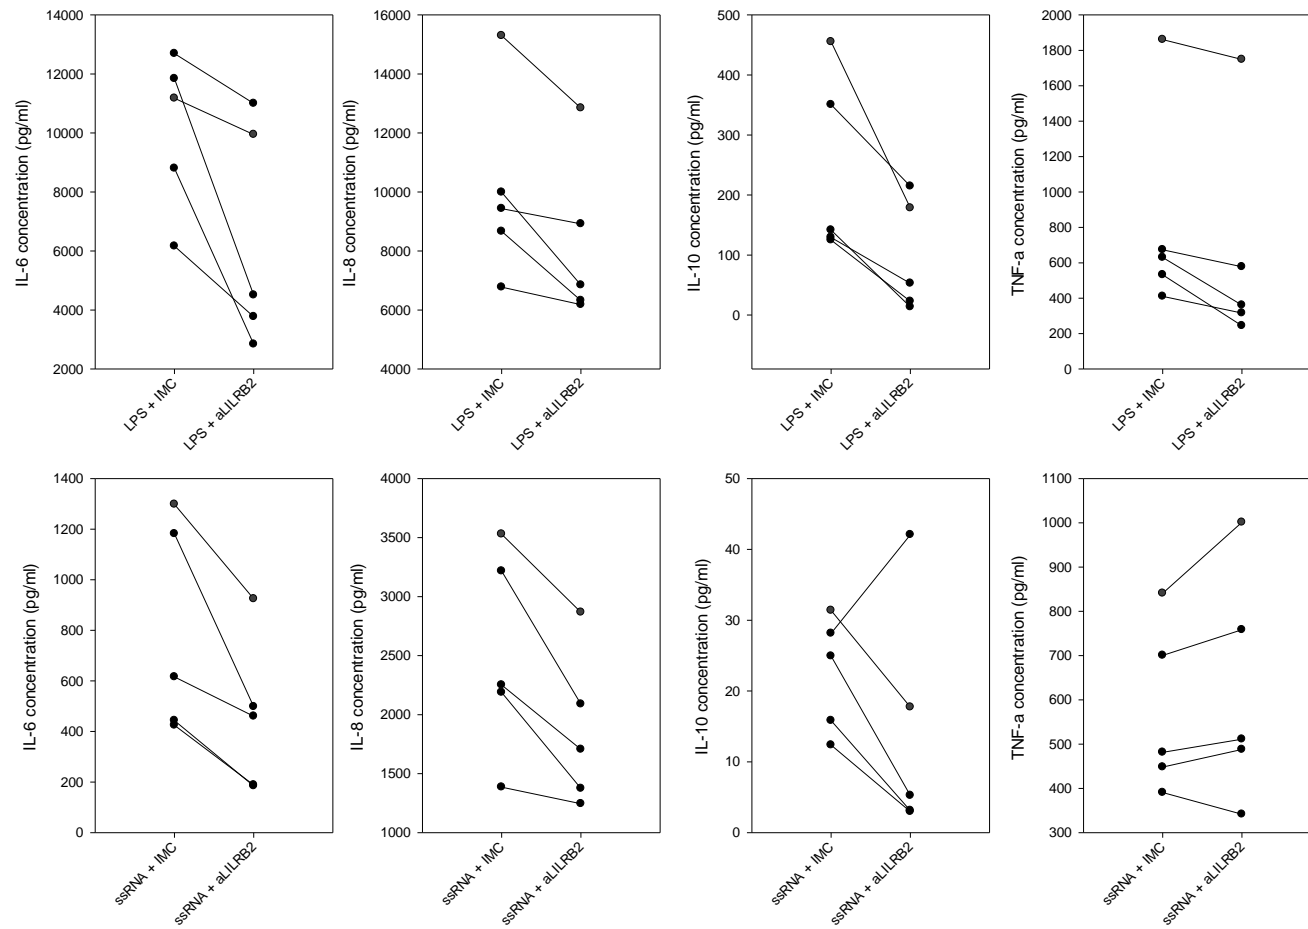 IL-6 concentration (pg/ml)
14000
12000
10000
8000
6000
4000
2000
LPS + IMC
LPS + aLILRB2
IL-8 concentration (pg/ml)
16000
14000
12000
10000
8000
6000
4000
LPS + IMC
LPS + aLILRB2
IL-10 concentration (pg/ml)
500
400
300
200
100
0
LPS + IMC
LPS + aLILRB2
TNF-a concentration (pg/ml)
2000
1800
1600
1400
1200
1000
800
600
400
200
0
LPS + IMC
LPS + aLILRB2
IL-6 concentration (pg/ml)
1400
1200
1000
800
600
400
200
0
ssRNA + IMC
ssRNA + aLILRB2
IL-8 concentration (pg/ml)
4000
3500
3000
2500
2000
1500
1000
ssRNA + IMC
ssRNA + aLILRB2
IL-10 concentration (pg/ml)
50
40
30
20
10
0
ssRNA + IMC
ssRNA + aLILRB2
TNF-a concentration (pg/ml)
1100
1000
900
800
700
600
500
400
300
ssRNA + IMC
ssRNA + aLILRB2